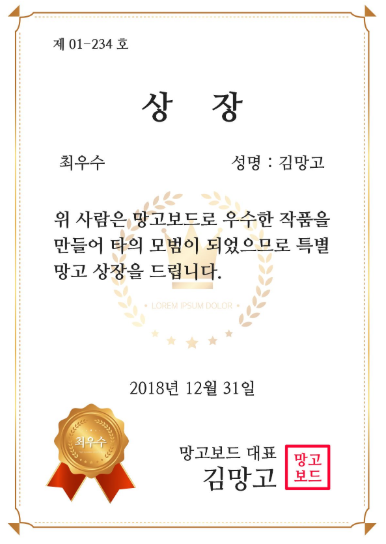 제 01-234 호
상 장
최우수 성명 : 김망고
위 사람은 망고보드로 우수한 작품을
만들어 타의 모범이 되었으므로 특별
망고 상장을 드립니다.
LOREM IPSUM DOLOR
2018년 12월 31일
최우수
망고보드 대표
김망고
망고
보드